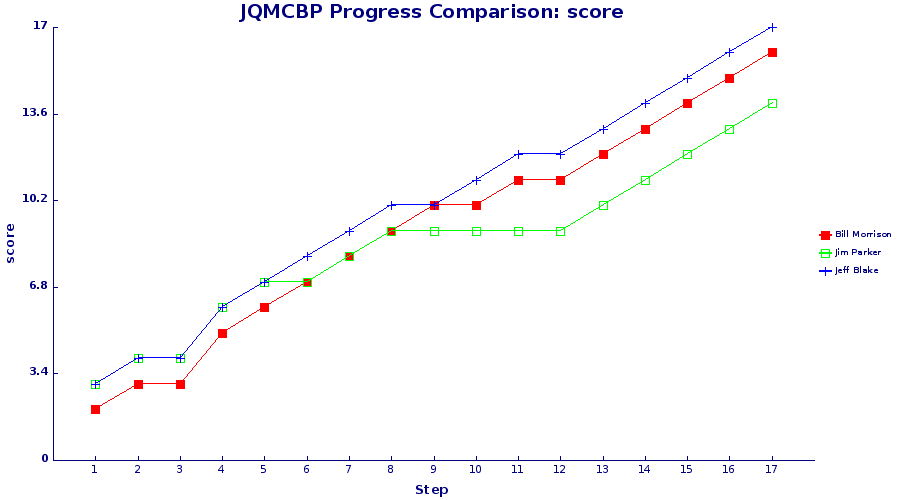 JQMCBP Progress Comparison: score
17
13.6
10.2
6.8
3.4
0
score
1 2 3 4 5 6 7 8 9 10 11 12 13 14 15 16 17
Step
Bill Morrison
Jim Parker
Jeff Blake